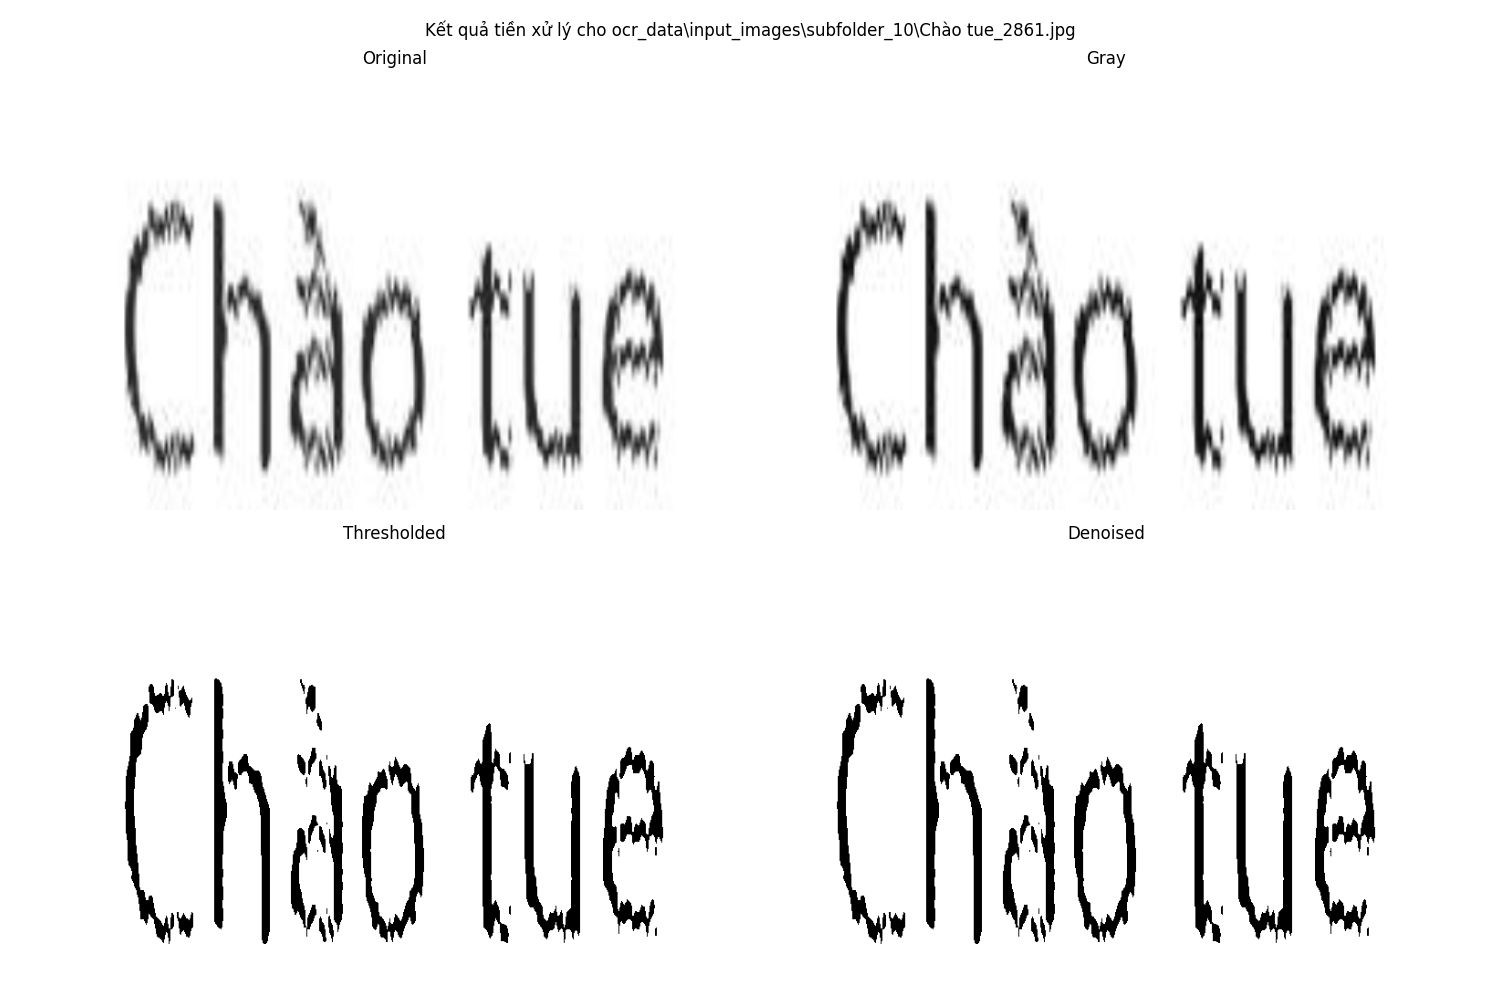 Kết quả tiền xử lý cho ocr_data\input_images\subfolder_10\Chào tue_2861.jpg
Original
Gray
Chào tue
Chào tue
Thresholded
Denoised
Chào tue
Chào tue